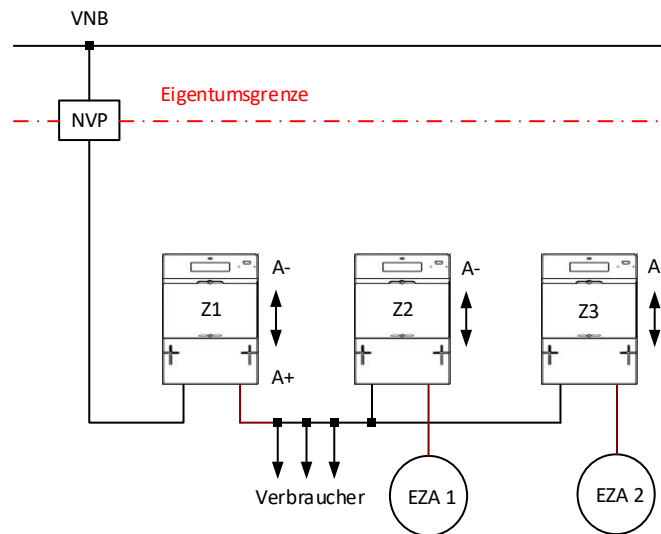 VNB
Eigentumsgrenze
NVP
A- A- A
Z1 Z2 Z3
A+
Verbraucher EZA 1 EZA 2